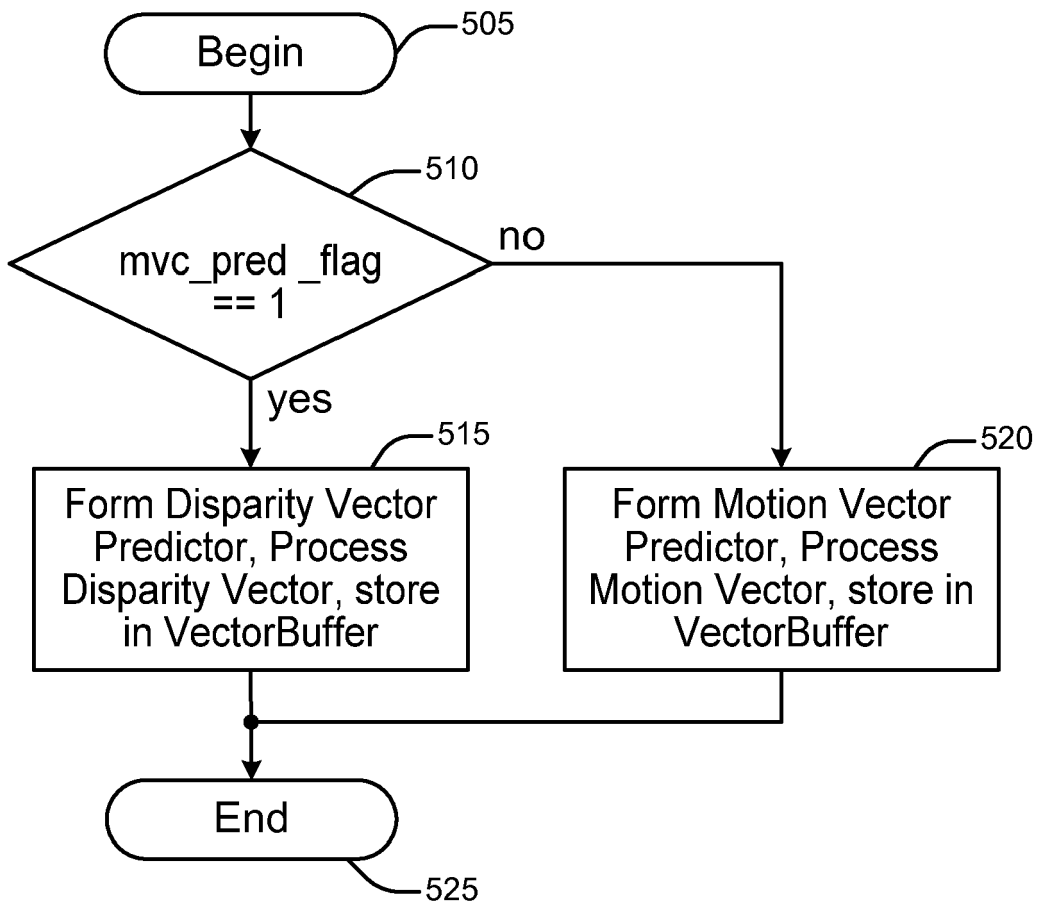 Begin
505
510
mvc_pred _flag
== 1
no
yes
515
Form Disparity Vector
Predictor, Process
Disparity Vector, store
in VectorBuffer
520
Form Motion Vector
Predictor, Process
Motion Vector, store in
VectorBuffer
End
525